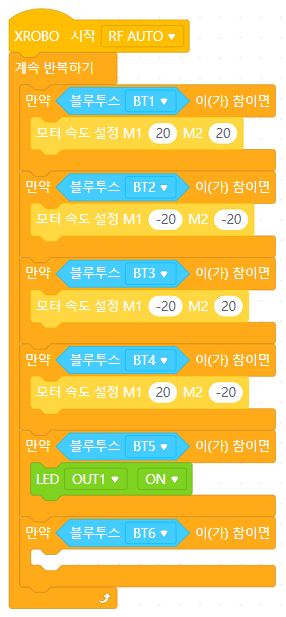 XROBO 시작 RF AUTO
계속 반복하기
만약 블루투스 BT1 이(가) 참이면
모터 속도 설정 M1 20 M2 20
만약 블루투스 BT2 이(가) 참이면
모터 속도 설정 M1 -20 M2 -20
만약 블루투스 BT3 이(가) 참이면
모터 속도 설정 M1 -20 M2 20
만약 블루투스 BT4 이(가) 참이면
모터 속도 설정 M1 20 M2 -20
만약 블루투스 BT5 이(가) 참이면
LED OUT1 ON
만약 블루투스 BT6 이(가) 참이면